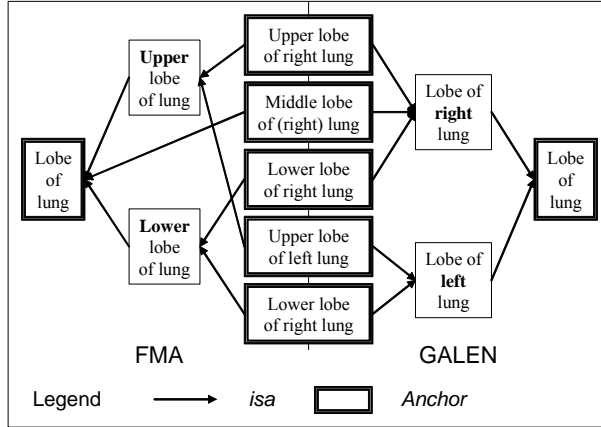 Upper lobe
of right lung
Upper
lobe
of lung
Middle lobe
of (right) lung
Lobe of
right
lung
Lobe
of
lung
Lower lobe
of right lung
Lobe
of
lung
Lower
lobe
of lung
Upper lobe
of left lung
Lobe of
left
lung
Lower lobe
of right lung
FMA
GALEN
Legend
isa
Anchor